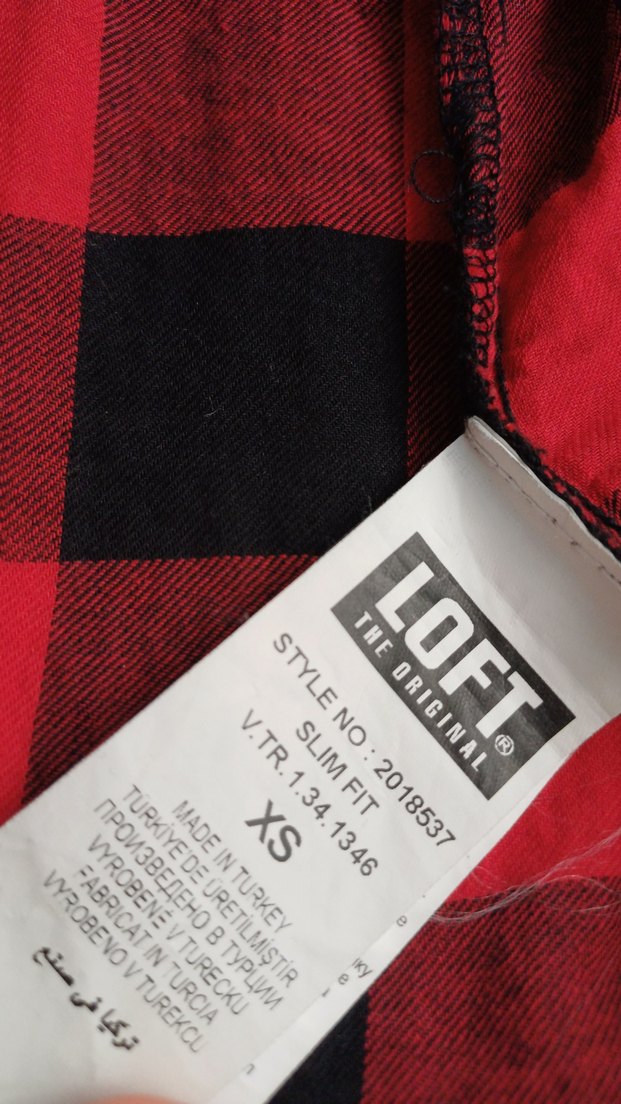 LOFT®
THE ORIGINAL
STYLE NO : 2018537
SLIM FIT
V.TR.1.34.1346
XS
MADE IN TURKEY
TÜRKİYE'DE ÜRETİLMİŞTİR
ПРОИЗВЕДЕНО В ТУРЦИИ
VYROBENÉ V TURECKU
FABRICAT IN TURCIA
VYROBENO V TURECKU
تركيا في صنع
е
іку
е